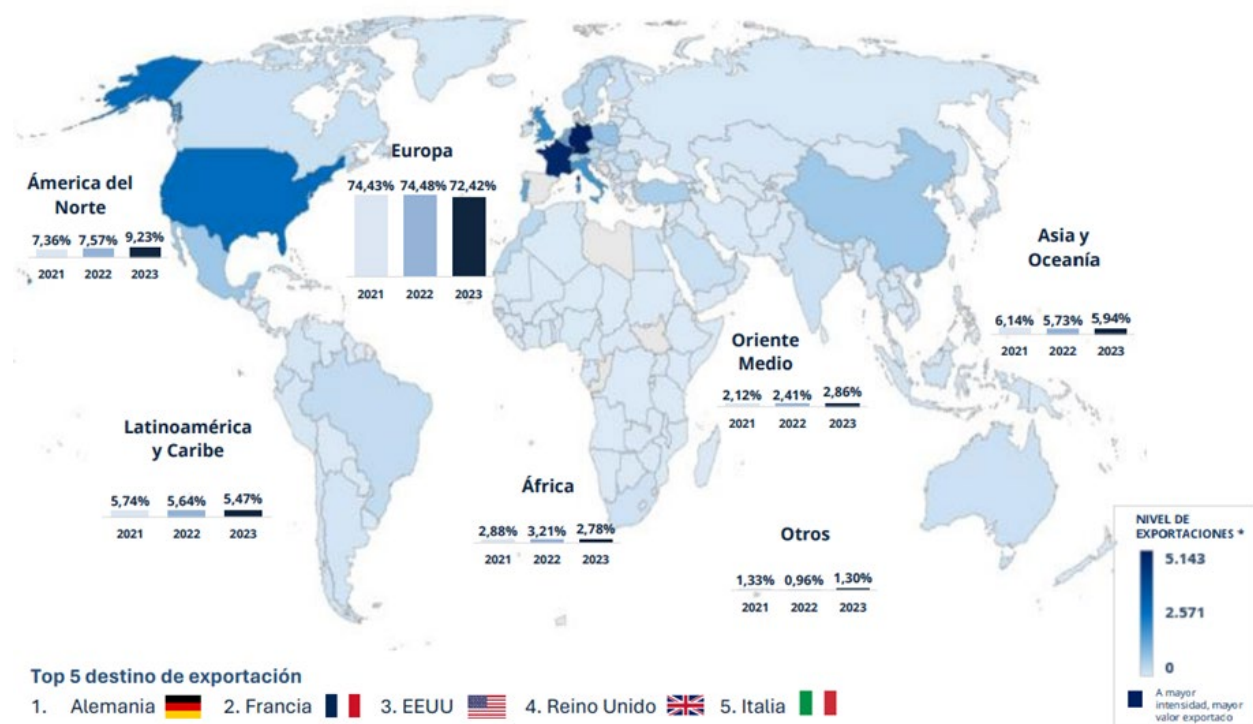 Europa
74,43% 74,48% 72,42%
2021 2022 2023
Ámerica del
Norte
7,36% 7,57% 9,23%
2021 2022 2023
Asia y
Oceanía
6,14% 5,73% 5,94%
2021 2022 2023
Oriente
Medio
2,12% 2,41% 2,86%
2021 2022 2023
Latinoamérica
y Caribe
5,74% 5,64% 5,47%
2021 2022 2023
África
2,88% 3,21% 2,78%
2021 2022 2023
Otros
1,33% 0,96% 1,30%
2021 2022 2023
NIVEL DE
EXPORTACIONES *
5.143
2.571
0
A mayor
intensidad, mayor
valor exportaco
Top 5 destino de exportación
1. Alemania 2. Francia 3. EEUU 4. Reino Unido 5. Italia